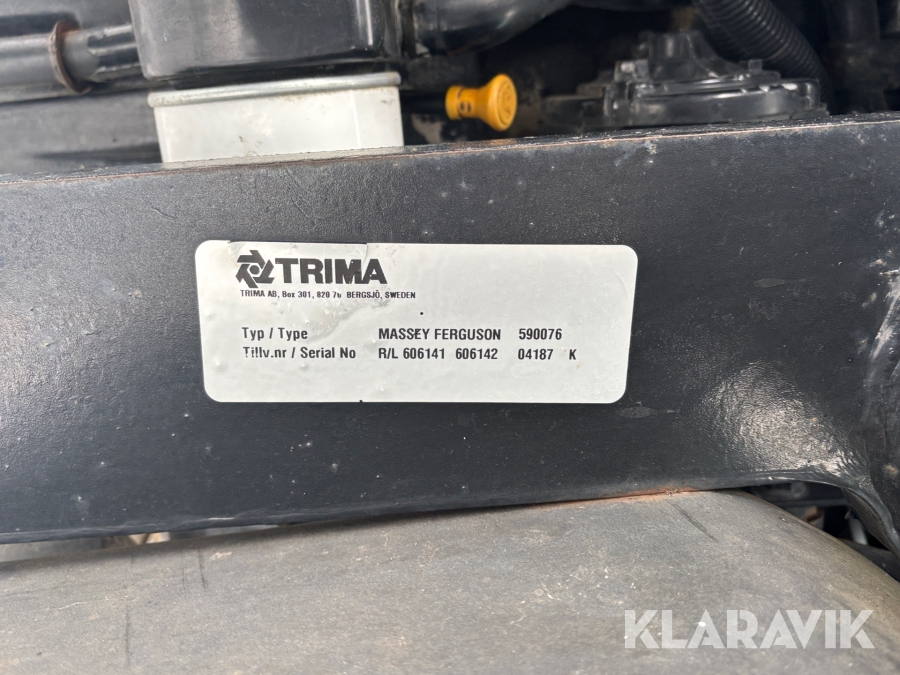 TRIMA
TRIMA AB, Box 301, 820 70 BERGSJÖ, SWEDEN
Typ / Type MASSEY FERGUSON 590076
Tillv.nr / Serial No R/L 606141 606142 04187 K
KLARAVIK